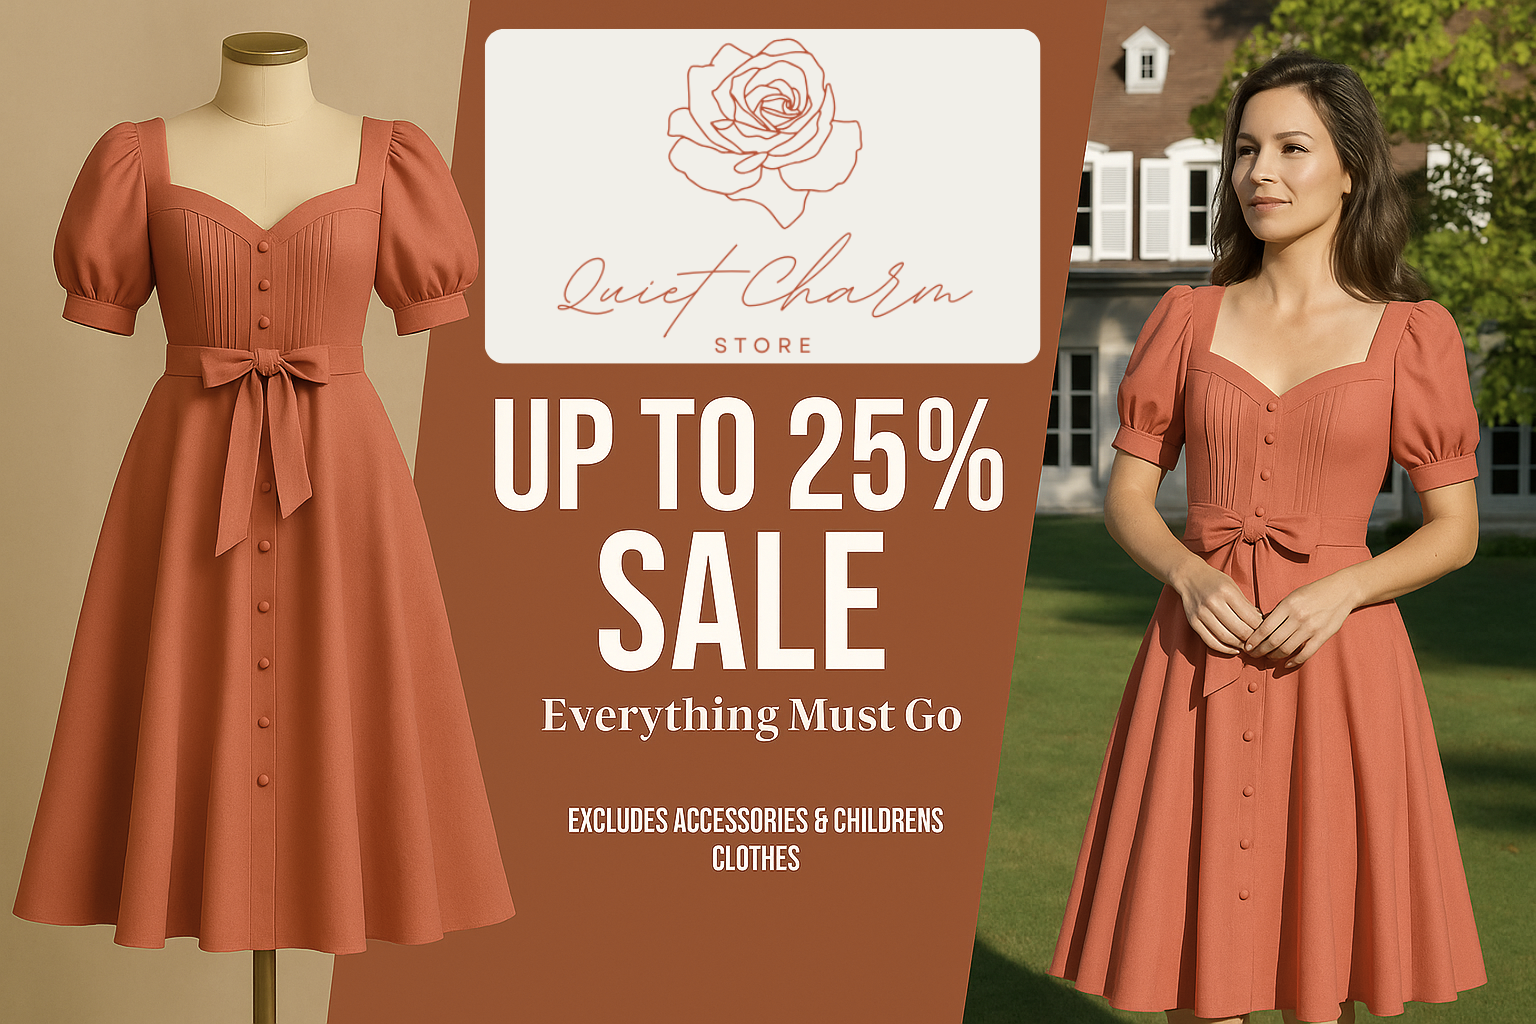 Quiet Charm
STORE
UP TO 25%
SALE
Everything Must Go
EXCLUDES ACCESSORIES & CHILDRENS
CLOTHES